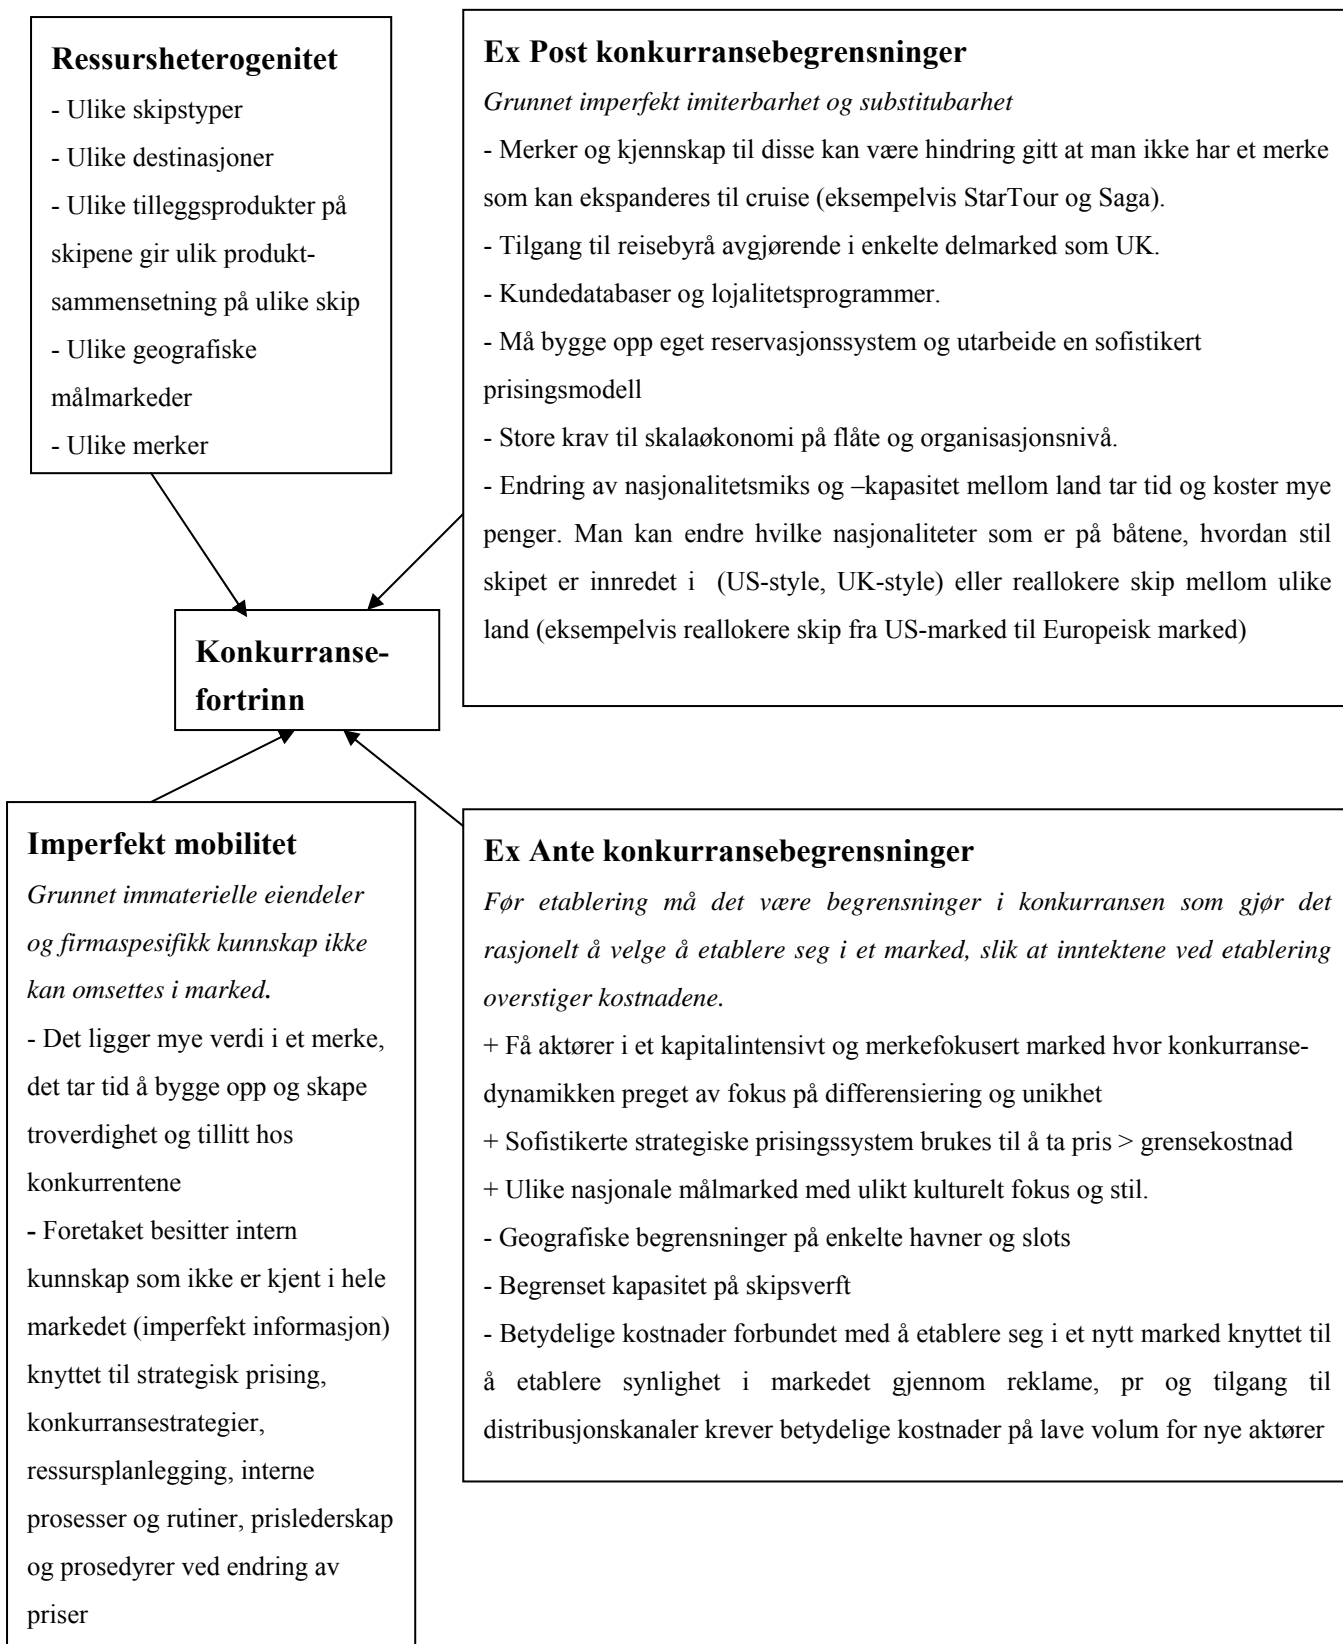 Ressursheterogenitet
- Ulike skipstyper
- Ulike destinasjoner
- Ulike tilleggsprodukter på
skipene gir ulik produkt-
sammensetning på ulike skip
- Ulike geografiske
målmarkeder
- Ulike merker
Ex Post konkurransebegrensninger
Grunnet imperfekt imiterbarhet og substitubarhet
- Merker og kjennskap til disse kan være hindring gitt at man ikke har et merke
som kan ekspanderes til cruise (eksempelvis StarTour og Saga).
- Tilgang til reisebyrå avgjørende i enkelte delmarked som UK.
- Kundedatabaser og lojalitetsprogrammer.
- Må bygge opp eget reservasjonssystem og utarbeide en sofistikert
prisingsmodell
- Store krav til skalaøkonomi på flåte og organisasjonsnivå.
- Endring av nasjonalitetsmiks og –kapasitet mellom land tar tid og koster mye
penger. Man kan endre hvilke nasjonaliteter som er på båtene, hvordan stil
skipet er innredet i (US-style, UK-style) eller reallokere skip mellom ulike
land (eksempelvis reallokere skip fra US-marked til Europeisk marked)
Konkurranse-
fortrinn
Imperfekt mobilitet
Grunnet immaterielle eiendeler
og firmaspesifikk kunnskap ikke
kan omsettes i marked.
- Det ligger mye verdi i et merke,
det tar tid å bygge opp og skape
troverdighet og tillitt hos
konkurrentene
- Foretaket besitter intern
kunnskap som ikke er kjent i hele
markedet (imperfekt informasjon)
knyttet til strategisk prising,
konkurransestrategier,
ressursplanlegging, interne
prosesser og rutiner, prislederskap
og prosedyrer ved endring av
priser
Ex Ante konkurransebegrensninger
Før etablering må det være begrensninger i konkurransen som gjør det
rasjonelt å velge å etablere seg i et marked, slik at inntektene ved etablering
overstiger kostnadene.
+ Få aktører i et kapitalintensivt og merkefokusert marked hvor konkurranse-
dynamikken preget av fokus på differensiering og unikhet
+ Sofistikerte strategiske prisingssystem brukes til å ta pris > grensekostnad
+ Ulike nasjonale målmarked med ulikt kulturelt fokus og stil.
- Geografiske begrensninger på enkelte havner og slots
- Begrenset kapasitet på skipsverft
- Betydelige kostnader forbundet med å etablere seg i et nytt marked knyttet til
å etablere synlighet i markedet gjennom reklame, pr og tilgang til
distribusjonskanaler krever betydelige kostnader på lave volum for nye aktører